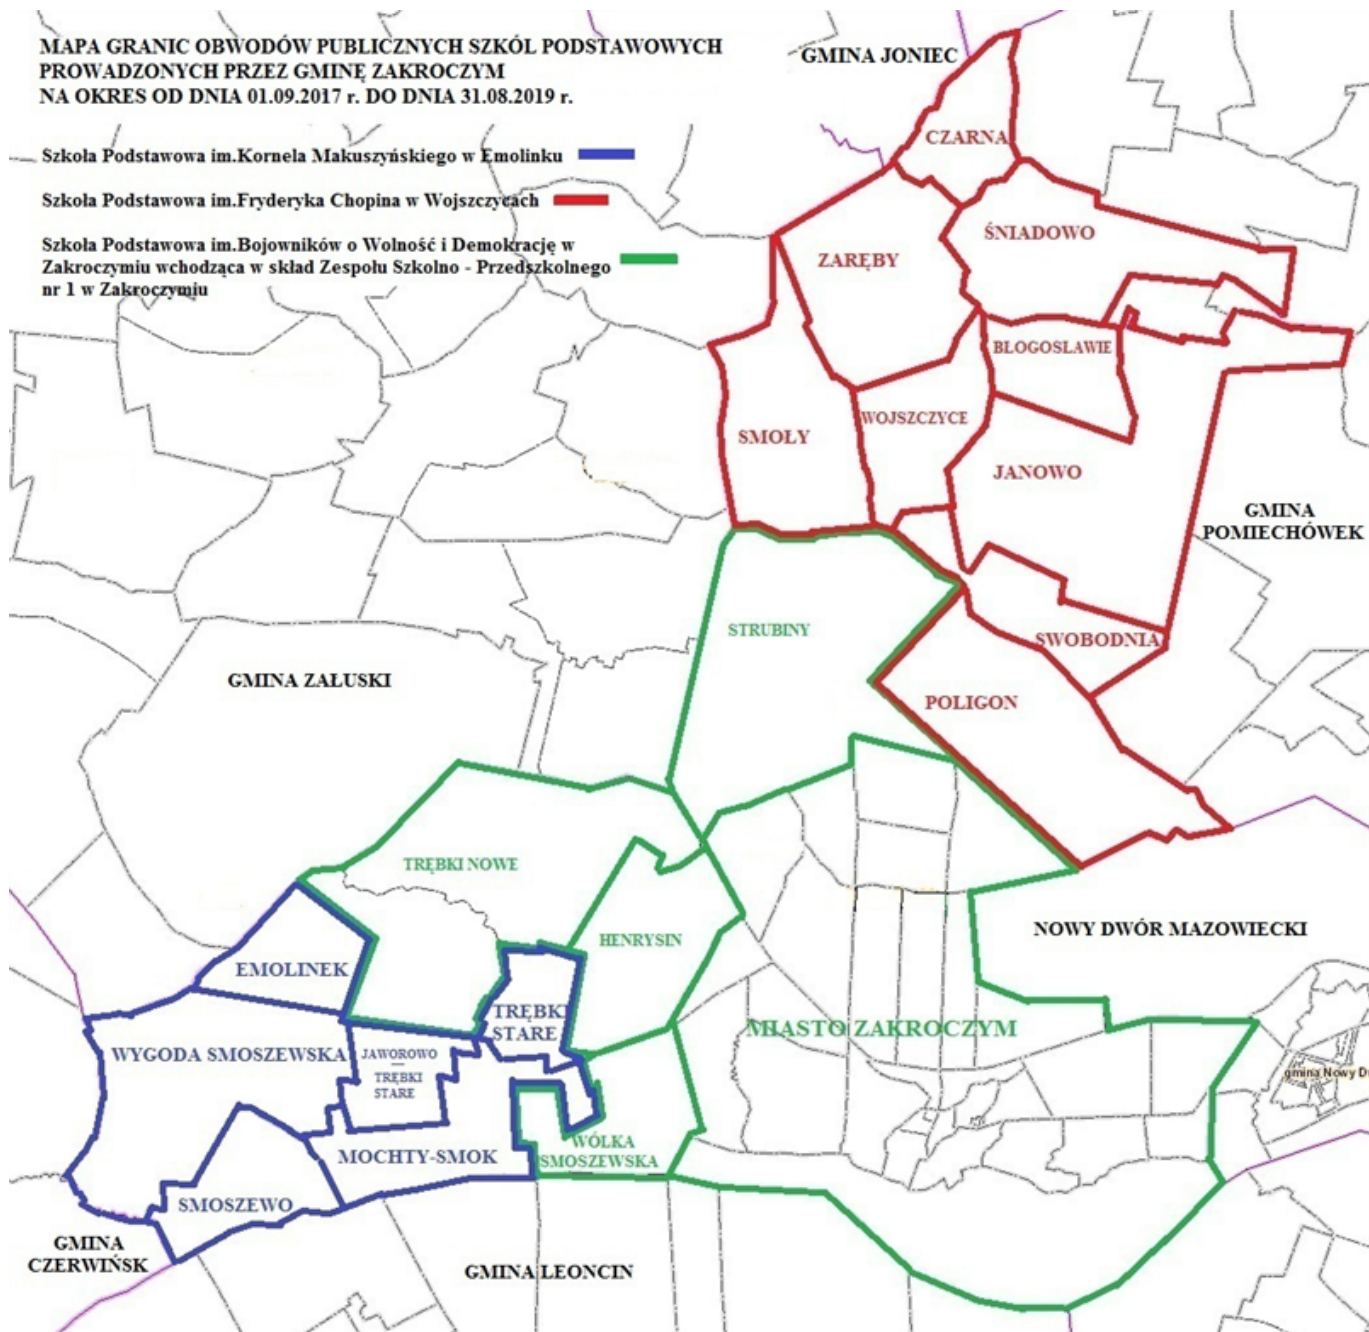 MAPA GRANIC OBWODÓW PUBLICZNYCH SZKÓL PODSTAWOWYCH
PROWADZONYCH PRZEZ GMINĘ ZAKROCZYM
NA OKRES OD DNIA 01.09.2017 r. DO DNIA 31.08.2019 r.
Szkoła Podstawowa im.Kornela Makuszyńskiego w Emolinku
Szkoła Podstawowa im.Fryderyka Chopina w Wojszczycach
Szkoła Podstawowa im.Bojowników o Wolność i Demokrację w
Zakroczymiu wchodząca w skład Zespołu Szkolno - Przedszkolnego
nr 1 w Zakroczymiu
GMINA JONIEC
CZARNA
ŚNIADOWO
ZARĘBY
BŁOGOSLAWIE
WOJSZCZYCE
SMOŁY
JANOWO
GMINA
POMIECHÓWEK
STRUBINY
SWOBODNIA
GMINA ZAŁUSKI
POLIGON
TRĘBKI NOWE
HENRYSIN
NOWY DWÓR MAZOWIECKI
EMOLINEK
TRĘBKI
STARE
MIASTO ZAKROCZYM
WYGODA SMOSZEWSKA
JAWOROWO
—
TRĘBKI
STARE
gmina Nowy D
WÓLKA
SMOSZEWSKA
MOCHTY-SMOK
SMOSZEWO
GMINA
CZERWIŃSK
GMINA LEONCIN